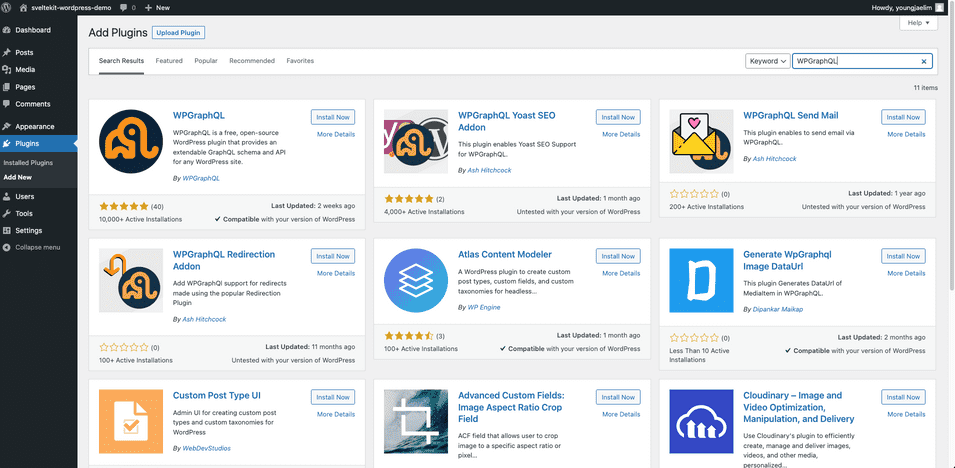 sveltekit-wordpress-demo 0 New Howdy, youngjaelim
Help
Dashboard
Posts
Media
Pages
Comments
Appearance
Plugins
Installed Plugins
Add New
Users
Tools
Settings
Collapse menu
Add Plugins Upload Plugin
Search Results Featured Popular Recommended Favorites Keyword WPGraphQL
11 items
WPGraphQL
Install Now
More Details
WPGraphQL is a free, open-source
WordPress plugin that provides an
extendable GraphQL schema and API
for any WordPress site.
By WPGraphQL
(40)
10,000+ Active Installations
Last Updated: 2 weeks ago
Compatible with your version of WordPress
WPGraphQL Yoast SEO
Addon
Install Now
More Details
This plugin enables Yoast SEO Support
for WPGraphQL.
By Ash Hitchcock
(2)
4,000+ Active Installations
Last Updated: 1 month ago
Untested with your version of WordPress
WPGraphQL Send Mail
Install Now
More Details
This plugin enables to send email via
WPGraphQL.
By Ash Hitchcock
(0)
200+ Active Installations
Last Updated: 1 year ago
Untested with your version of WordPress
WPGraphQL Redirection
Addon
Install Now
More Details
Add WPGraphQl support for redirects
made using the popular Redirection
Plugin
By Ash Hitchcock
(0)
100+ Active Installations
Last Updated: 11 months ago
Untested with your version of WordPress
Atlas Content Modeler
Install Now
More Details
A WordPress plugin to create custom
post types, custom fields, and custom
taxonomies for headless...
By WP Engine
(3)
100+ Active Installations
Last Updated: 1 month ago
Compatible with your version of WordPress
Generate WpGraphql
Image DataUrl
Install Now
More Details
This plugin Generates DataUrl of
MediaItem in WPGraphQL.
By Dipankar Maikap
(0)
Less Than 10 Active
Installations
Last Updated: 2 months ago
Compatible with your version of WordPress
Custom Post Type UI
Install Now
More Details
Admin UI for creating custom post
types and custom taxonomies for
WordPress
By WebDevStudios
Advanced Custom Fields:
Image Aspect Ratio Crop
Field
Install Now
More Details
ACF field that allows user to crop
image to a specific aspect ratio or
pixel...
Cloudinary – Image and
Video Optimization,
Manipulation, and Delivery
Install Now
More Details
Use Cloudinary's plugin to efficiently
create, manage and deliver images,
videos, and other media,
personalized...